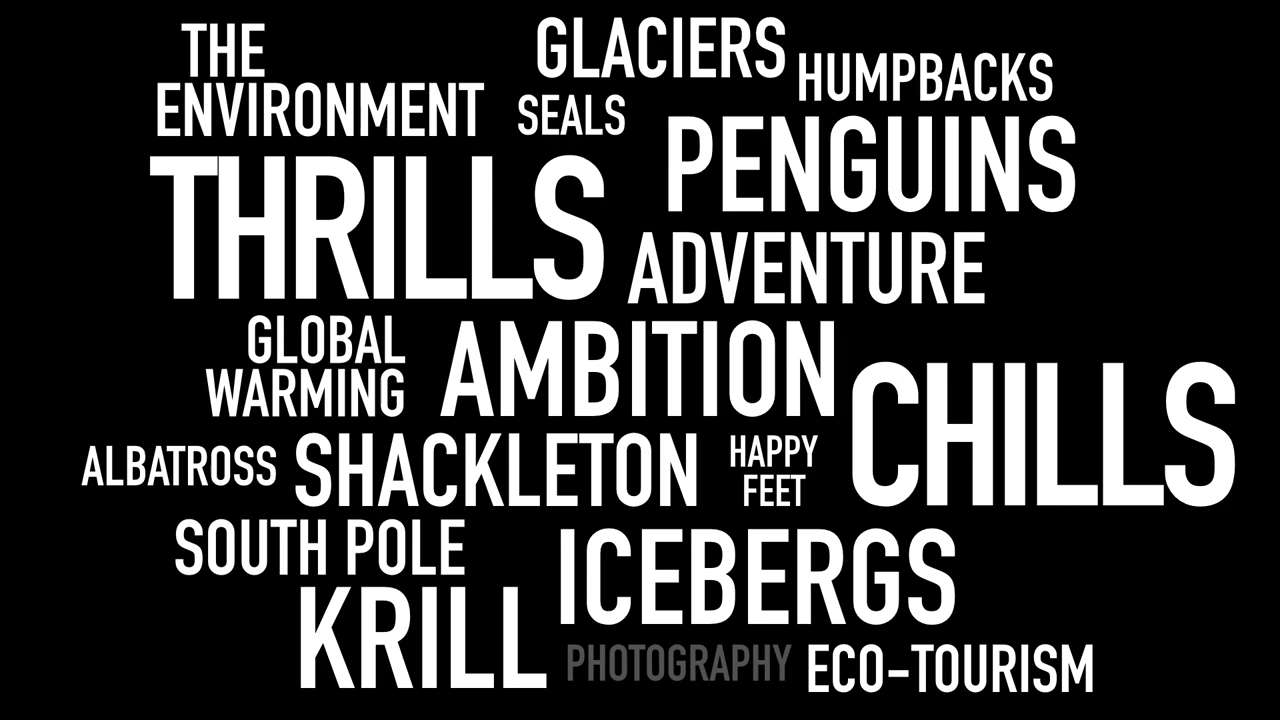 THE
ENVIRONMENT
GLACIERS
HUMPBACKS
SEALS
PENGUINS
THRILLS
ADVENTURE
GLOBAL
WARMING
AMBITION
CHILLS
ALBATROSS
SHACKLETON
HAPPY
FEET
SOUTH POLE
ICEBERGS
KRILL
PHOTOGRAPHY
ECO-TOURISM